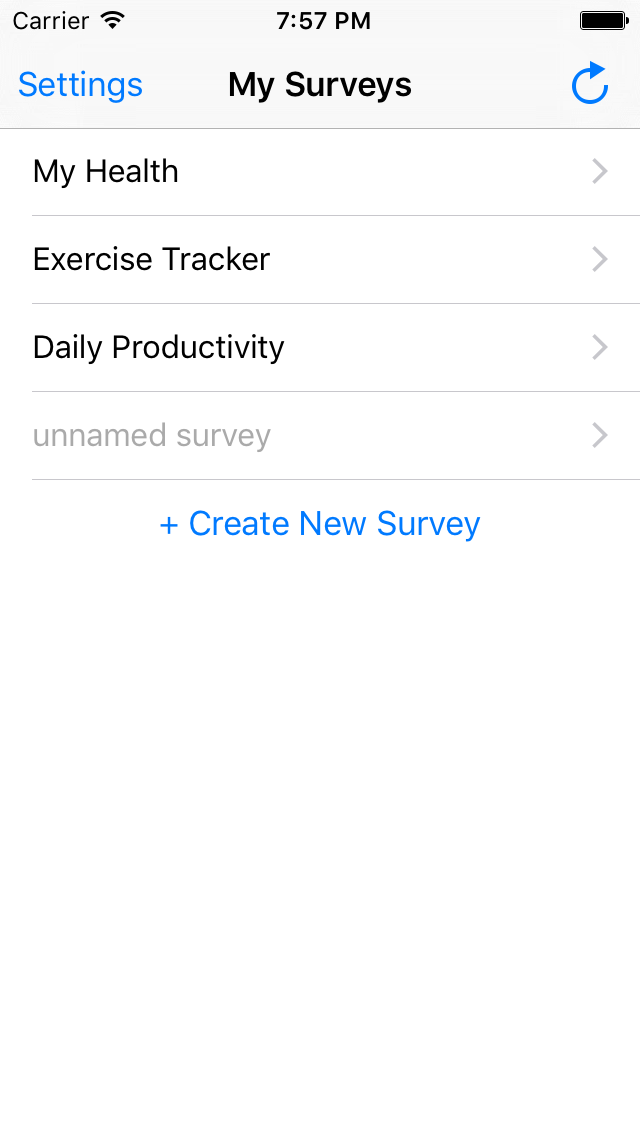 Carrier 7:57 PM
Settings My Surveys
My Health
Exercise Tracker
Daily Productivity
unnamed survey
+ Create New Survey